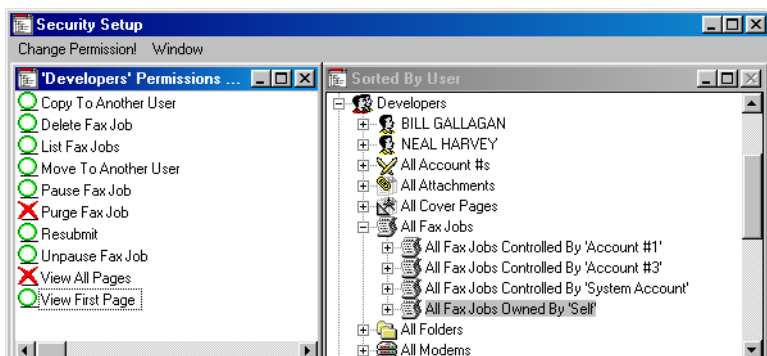 Security Setup
Change Permission! Window
'Developers' Permissions ...
Copy To Another User
Delete Fax Job
List Fax Jobs
Move To Another User
Pause Fax Job
Purge Fax Job
Resubmit
Unpause Fax Job
View All Pages
View First Page
Sorted By User
Developers
BILL GALLAGAN
NEAL HARVEY
All Account #s
All Attachments
All Cover Pages
All Fax Jobs
All Fax Jobs Controlled By 'Account #1'
All Fax Jobs Controlled By 'Account #3'
All Fax Jobs Controlled By 'System Account'
All Fax Jobs Owned By 'Self'
All Folders
All Modems